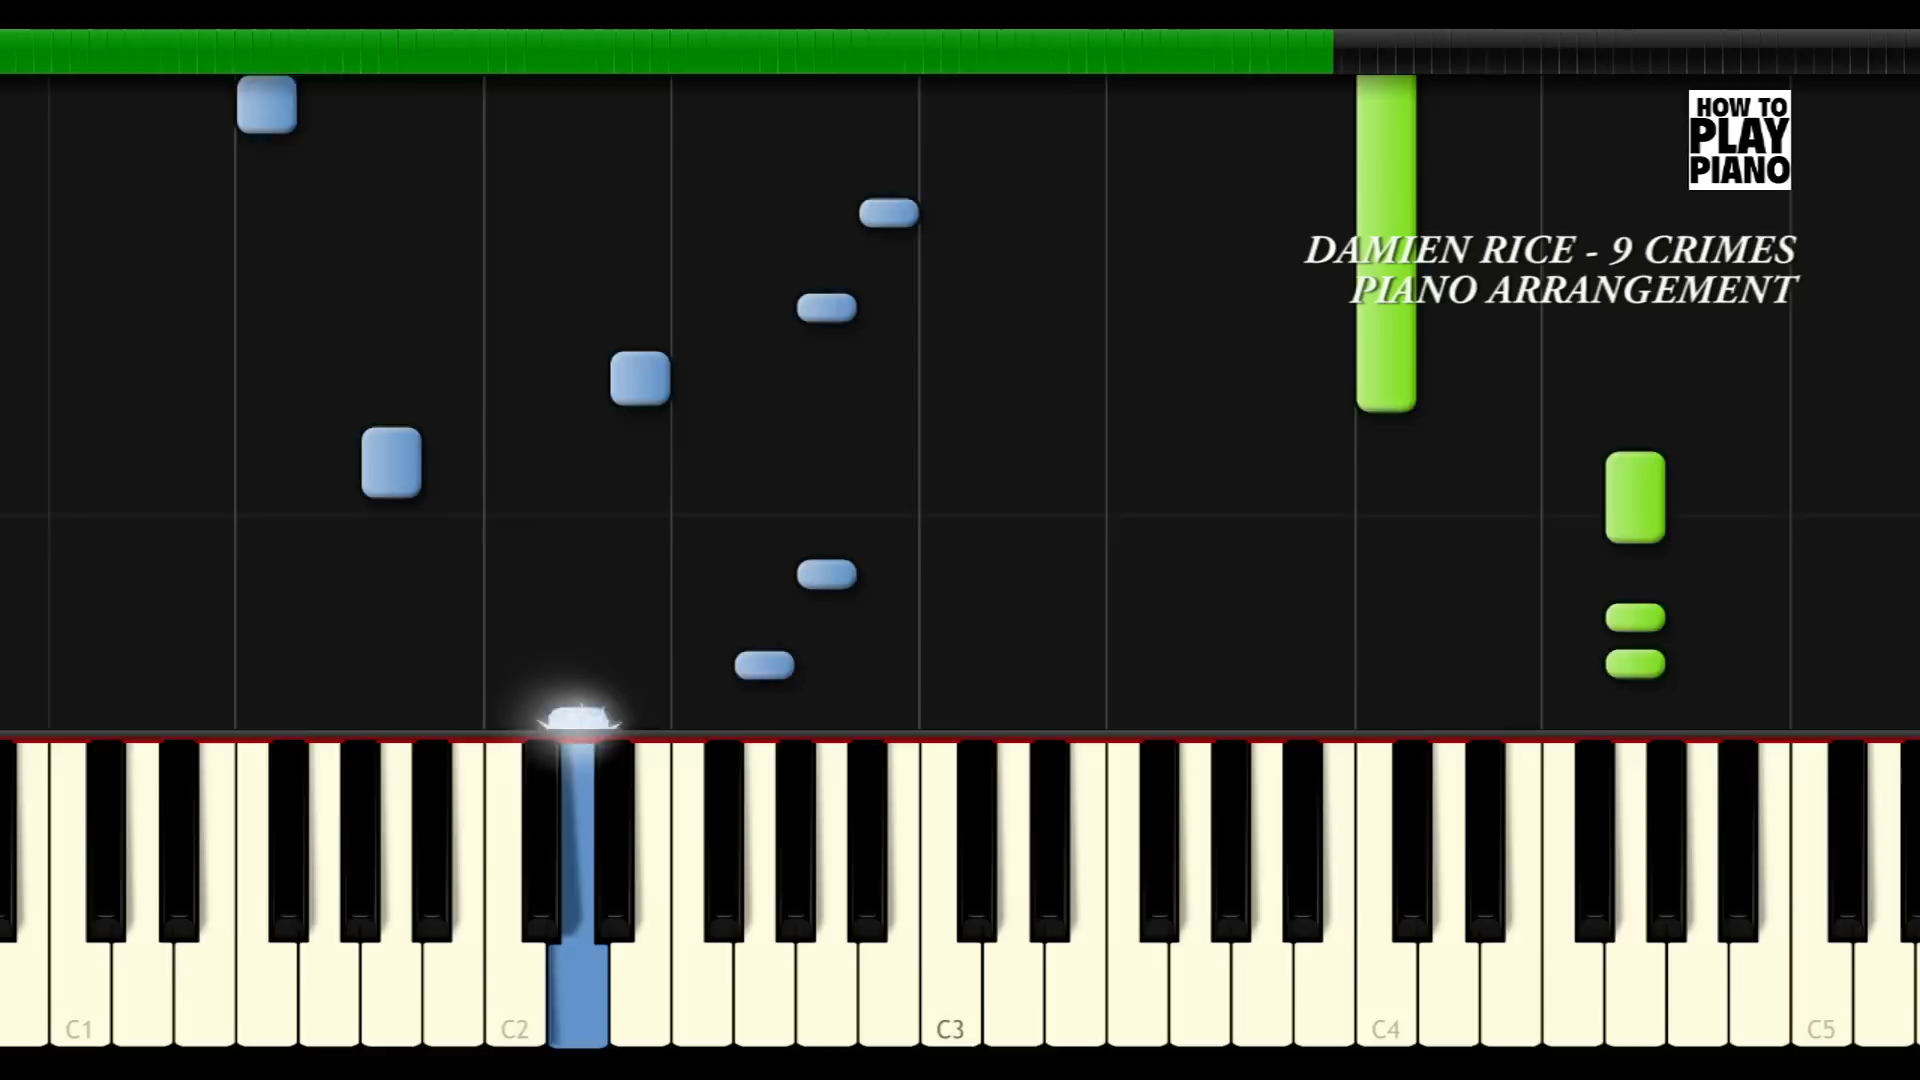 HOW TO
PLAY
PIANO
DAMIEN RICE - 9 CRIMES
PIANO ARRANGEMENT
C1
C2
C3
C4
C5